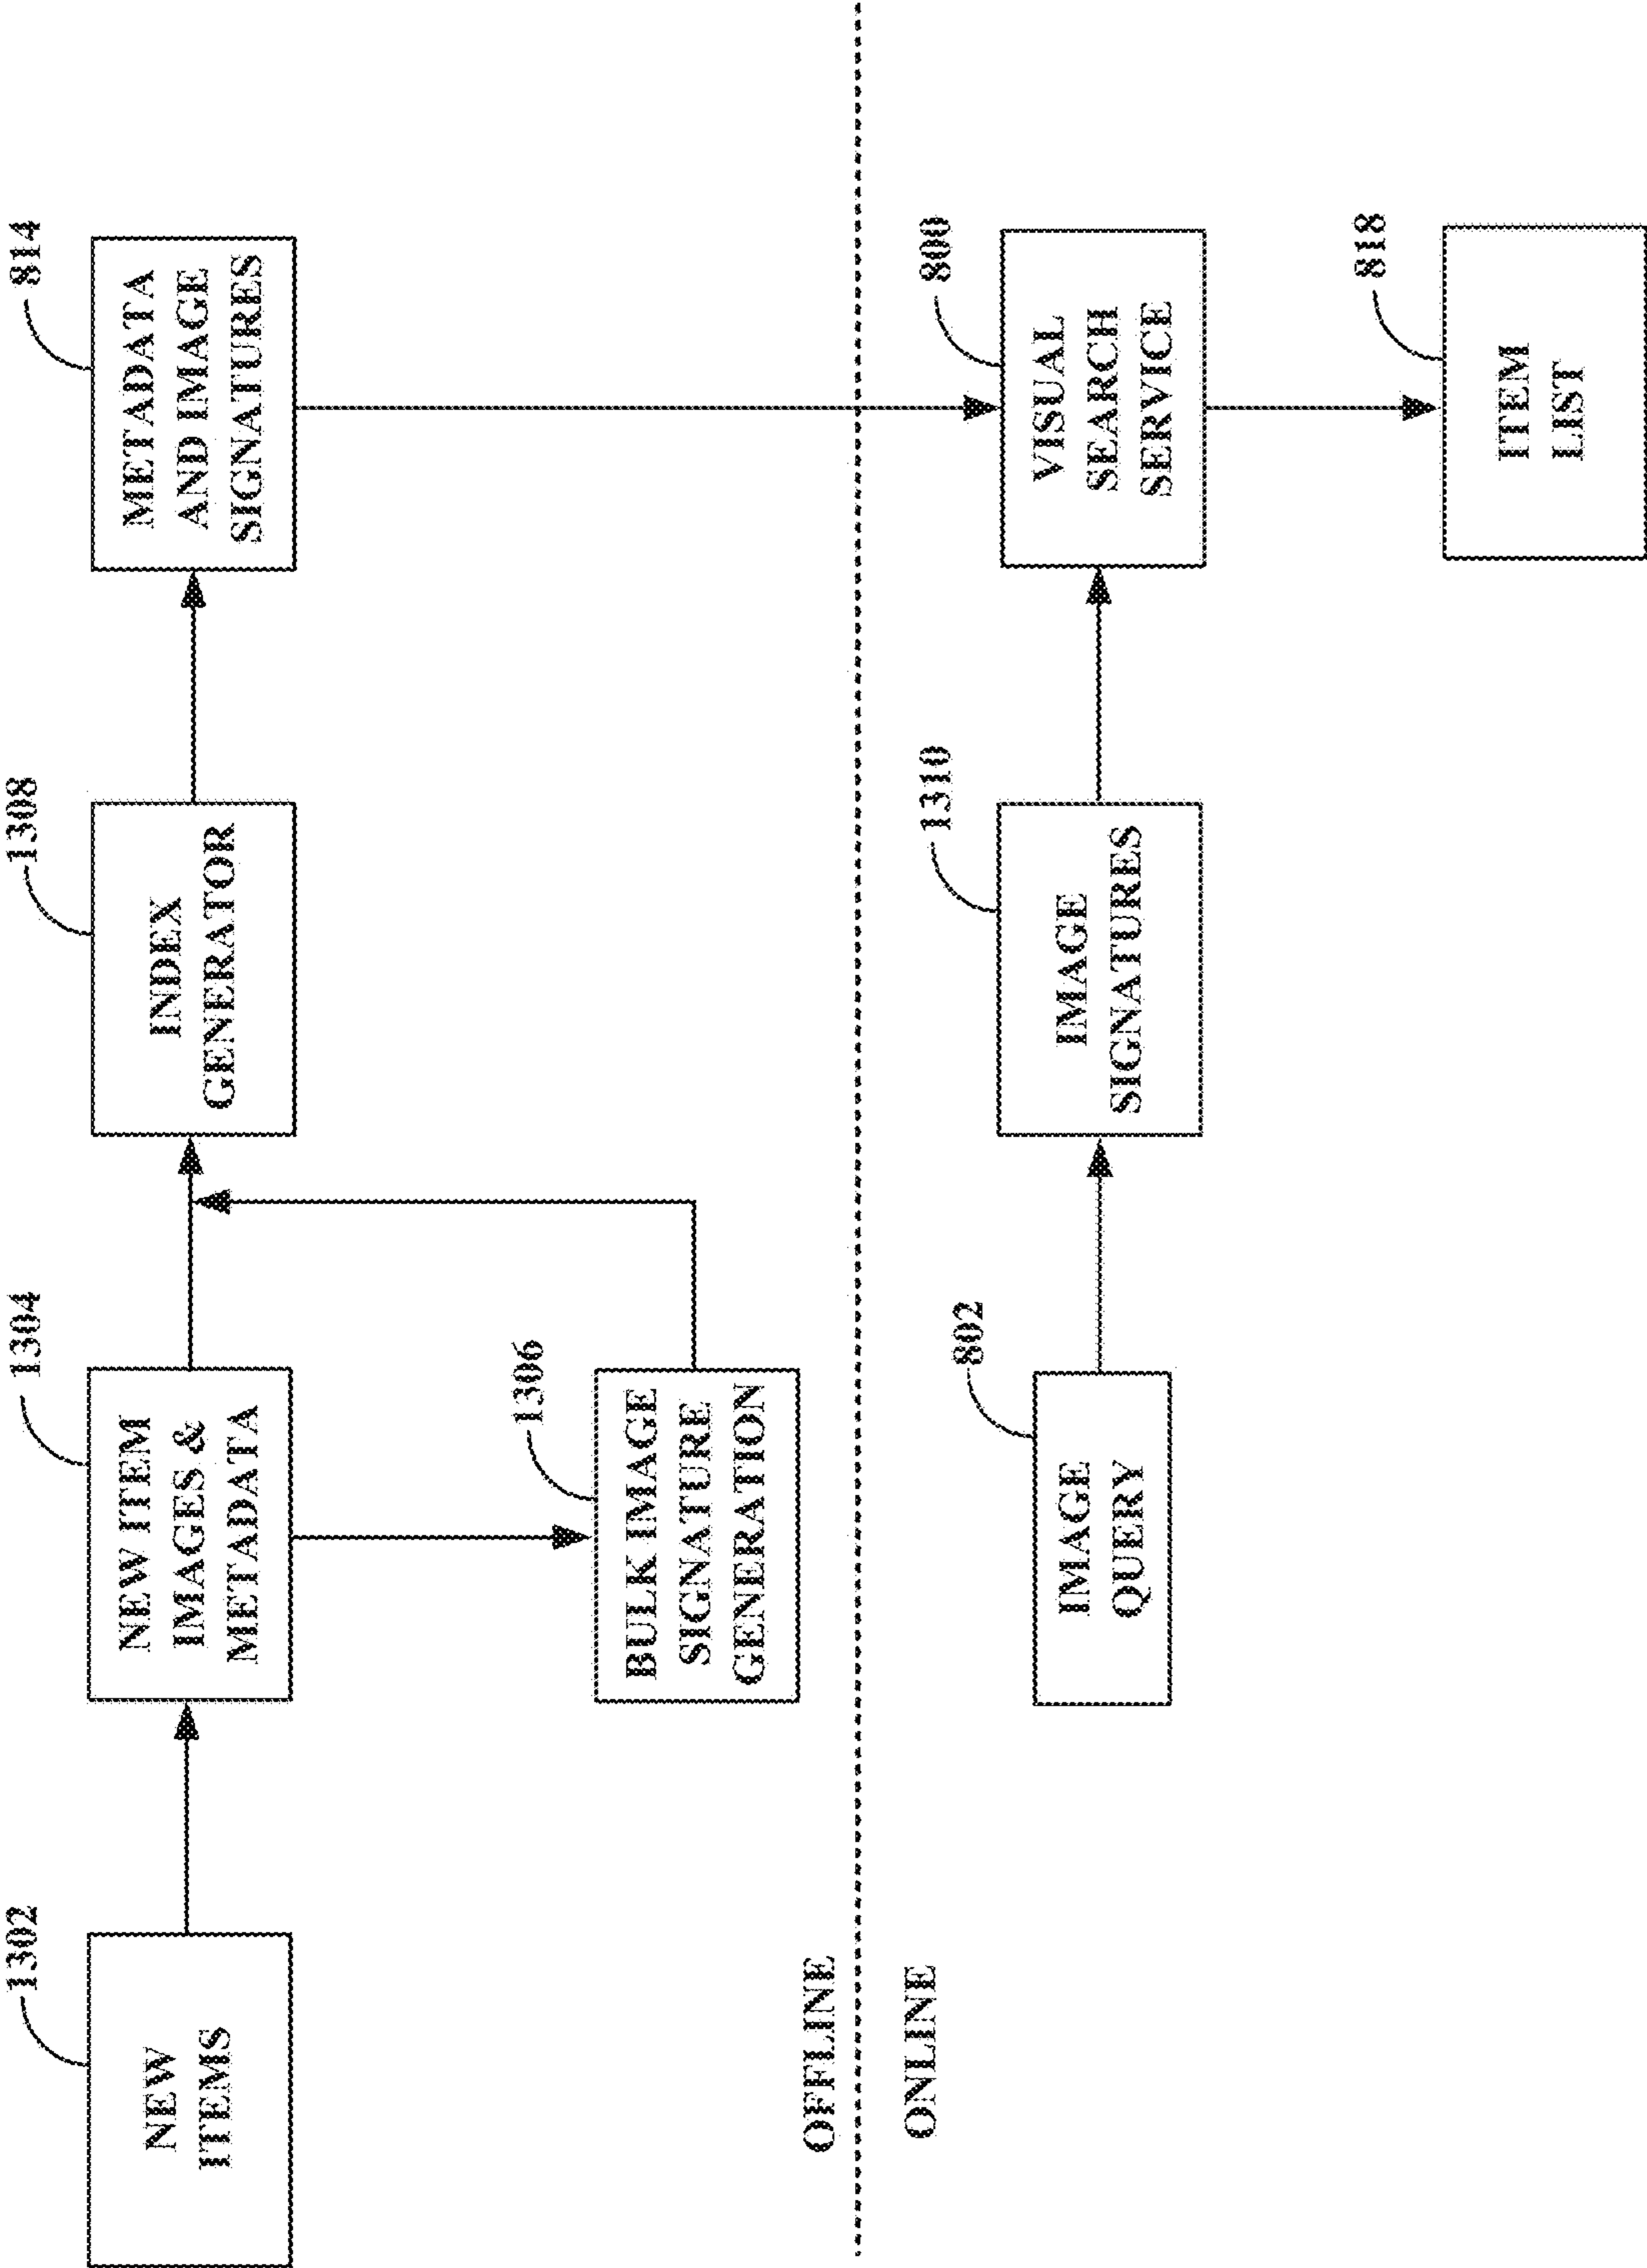 1302
NEW
ITEMS
1304
NEW ITEM
IMAGES &
METADATA
1308
INDEX
GENERATOR
814
METADATA
AND IMAGE
SIGNATURES
1306
BULK IMAGE
SIGNATURE
GENERATION
OFFLINE
ONLINE
802
IMAGE
QUERY
1310
IMAGE
SIGNATURES
800
VISUAL
SEARCH
SERVICE
818
ITEM
LIST